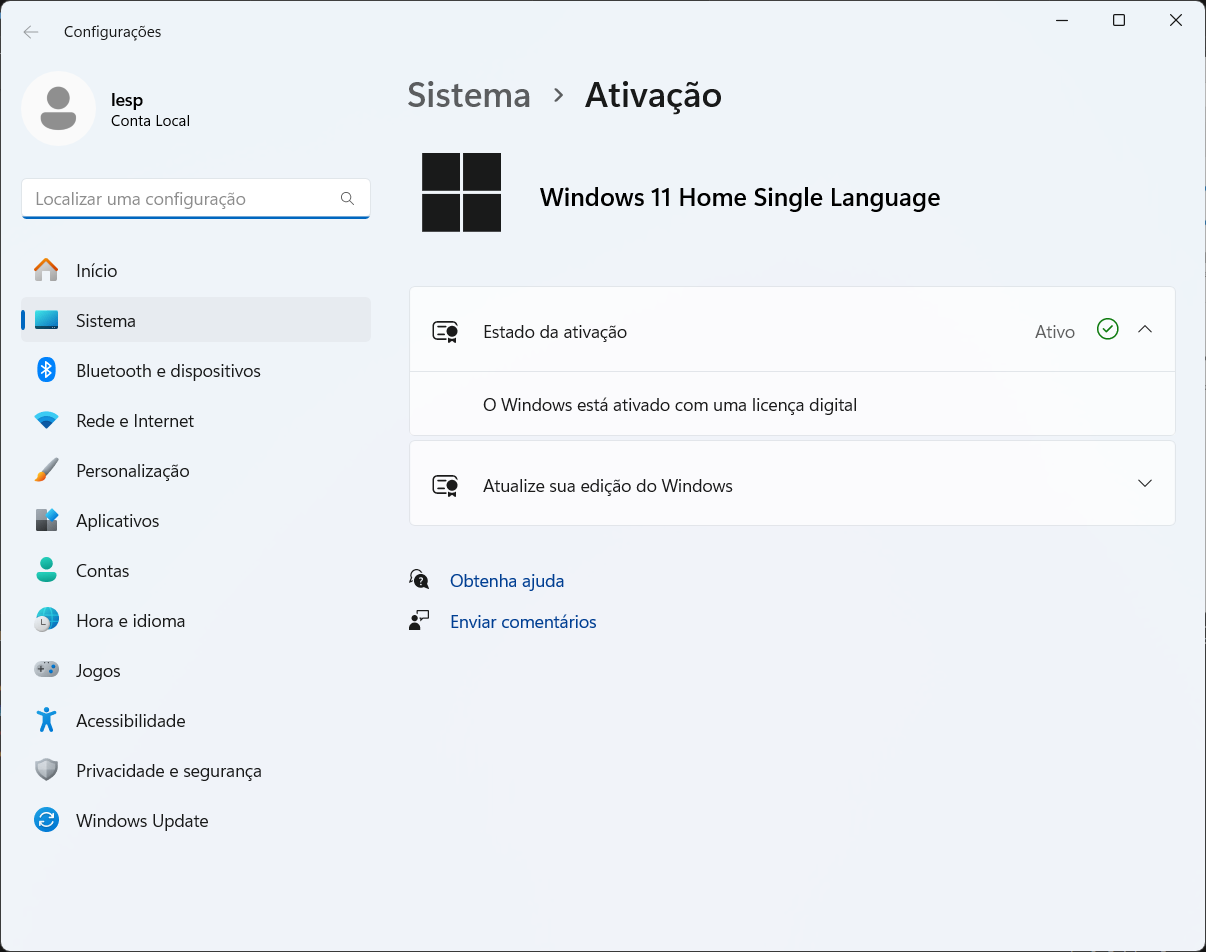 Configurações
lesp
Conta Local
Localizar uma configuração
Início
Sistema
Bluetooth e dispositivos
Rede e Internet
Personalização
Aplicativos
Contas
Hora e idioma
Jogos
Acessibilidade
Privacidade e segurança
Windows Update
Sistema > Ativação
Windows 11 Home Single Language
Estado da ativação Ativo
O Windows está ativado com uma licença digital
Atualize sua edição do Windows
Obtenha ajuda
Enviar comentários